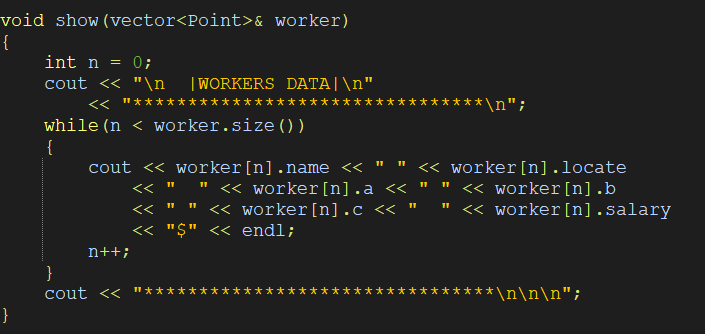 void show(vector<Point>& worker)
{
    int n = 0;
    cout << "\n  |WORKERS DATA|\n"
        << "********************************\n";
    while(n < worker.size())
    {
        cout << worker[n].name << " " << worker[n].locate
            << "  " << worker[n].a << " " << worker[n].b
            << " " << worker[n].c << "  " << worker[n].salary
            << "$" << endl;
        n++;
    }
    cout << "********************************\n\n\n";
}